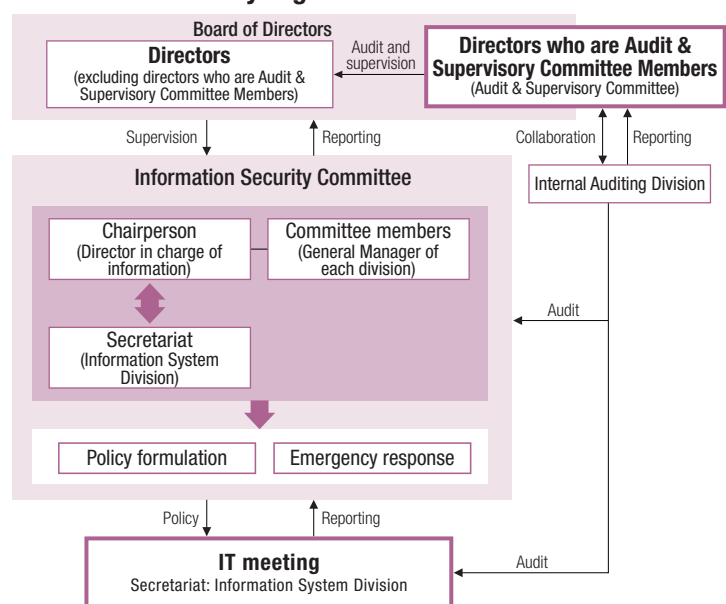 Board of Directors
Directors
(excluding directors who are Audit &
Supervisory Committee Members)
Audit and
supervision
Directors who are Audit &
Supervisory Committee Members
(Audit & Supervisory Committee)
Supervision
Reporting
Collaboration
Reporting
Information Security Committee
Internal Auditing Division
Chairperson
(Director in charge of
information)
Committee members
(General Manager of
each division)
Secretariat
(Information System
Division)
Audit
Policy formulation
Emergency response
Policy
Reporting
IT meeting
Secretariat: Information System Division
Audit